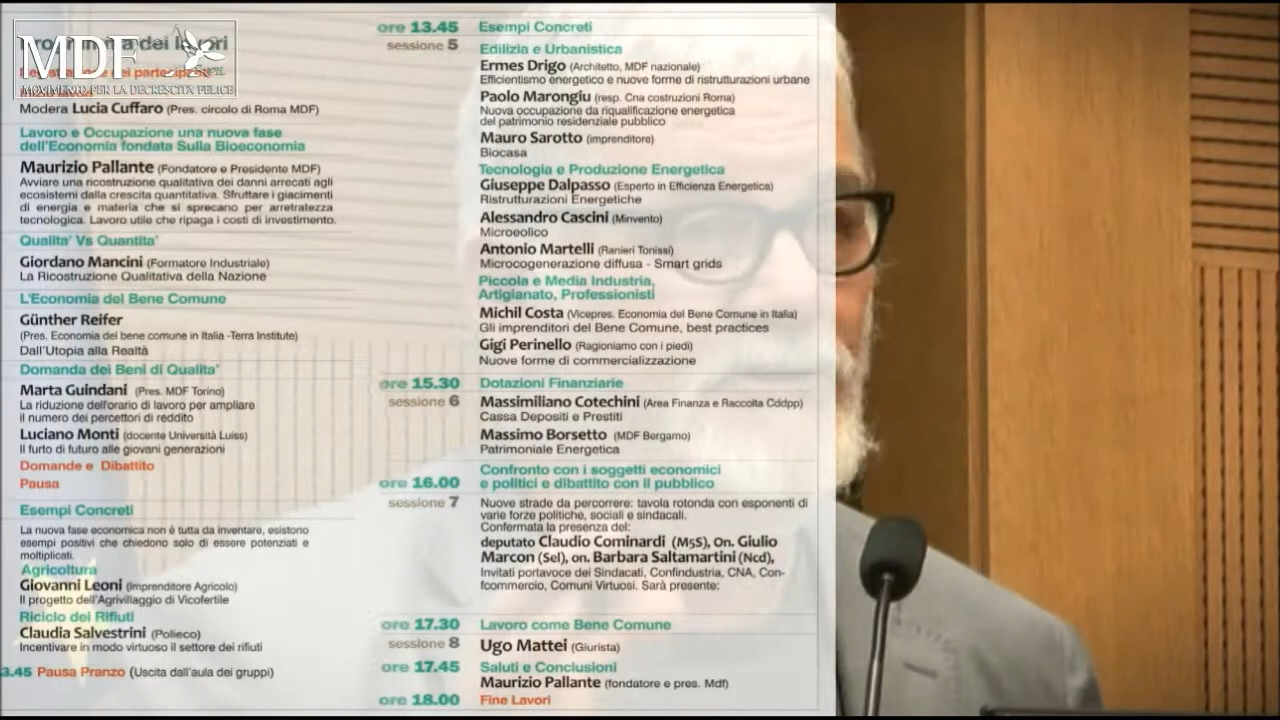 MDF
MOVIMENTO PER LA DECRESCITA FELICE
Modera Lucia Cuffaro (Pres. circolo di Roma MDF)
Lavoro e Occupazione una nuova fase
dell'Economia fondata Sulla Bioeconomia
Maurizio Pallante (Fondatore e Presidente MDF)
Avviare una ricostruzione qualitativa dei danni arrecati agli
ecosistemi dalla crescita quantitativa. Sfruttare i giacimenti
di energia e materia che si sprecano per arretratezza
tecnologica. Lavoro utile che ripaga i costi di investimento.
Qualita' Vs Quantita'
Giordano Mancini (Formatore Industriale)
La Ricostruzione Qualitativa della Nazione
L'Economia del Bene Comune
Günther Reifer
(Pres. Economia del bene comune in Italia -Terra Institute)
Dall'Utopia alla Realtà
Domanda dei Beni di Qualita'
Marta Guindani (Pres. MDF Torino)
La riduzione dell'orario di lavoro per ampliare
il numero dei percettori di reddito
Luciano Monti (docente Università Luiss)
Il furto di futuro alle giovani generazioni
Domande e Dibattito
Pausa
Esempi Concreti
La nuova fase economica non è tutta da inventare, esistono
esempi positivi che chiedono solo di essere potenziati e
moltiplicati.
Agricoltura
Giovanni Leoni (Imprenditore Agricolo)
Il progetto dell'Agrivillaggio di Vicofertile
Riciclo dei Rifiuti
Claudia Salvestrini (Polieco)
Incentivare in modo virtuoso il settore dei rifiuti
3.45 Pausa Pranzo (Uscita dall'aula dei gruppi)
ore 13.45 Esempi Concreti
sessione 5
Edilizia e Urbanistica
Ermes Drigo (Architetto, MDF nazionale)
Efficientismo energetico e nuove forme di ristrutturazioni urbane
Paolo Marongiu (resp. Cna costruzioni Roma)
Nuova occupazione da riqualificazione energetica
del patrimonio residenziale pubblico
Mauro Sarotto (imprenditore)
Biocasa
Tecnologia e Produzione Energetica
Giuseppe Dalpasso (Esperto in Efficienza Energetica)
Ristrutturazioni Energetiche
Alessandro Cascini (Minvento)
Microeolico
Antonio Martelli (Ranieri Tonissi)
Microcogenerazione diffusa - Smart grids
Piccola e Media Industria,
Artigianato, Professionisti
Michil Costa (Vicepres. Economia del Bene Comune in Italia)
Gli imprenditori del Bene Comune, best practices
Gigi Perinello (Ragioniamo con i piedi)
Nuove forme di commercializzazione
ore 15.30 Dotazioni Finanziarie
sessione 6
Massimiliano Cotechini (Area Finanza e Raccolta Cddpp)
Cassa Depositi e Prestiti
Massimo Borsetto (MDF Bergamo)
Patrimoniale Energetica
Confronto con i soggetti economici
ore 16.00 e politici e dibattito con il pubblico
sessione 7
Nuove strade da percorrere: tavola rotonda con esponenti di
varie forze politiche, sociali e sindacali.
Confermata la presenza del:
deputato Claudio Cominardi (M5S), On. Giulio
Marcon (Sel), on. Barbara Saltamartini (Ncd),
Invitati portavoce dei Sindacati, Confindustria, CNA, Con-
fcommercio, Comuni Virtuosi. Sarà presente:
ore 17.30 Lavoro come Bene Comune
sessione 8
Ugo Mattei (Giurista)
ore 17.45 Saluti e Conclusioni
Maurizio Pallante (fondatore e pres. Mdf)
ore 18.00 Fine Lavori